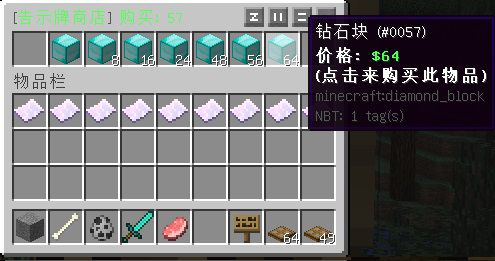 [告示牌商店] 购买: 57
8 16 24 48 56 64
钻石块 (#0057)
价格: $64
(点击来购买此物品)
minecraft:diamond_block
NBT: 1 tag(s)
物品栏
64 49